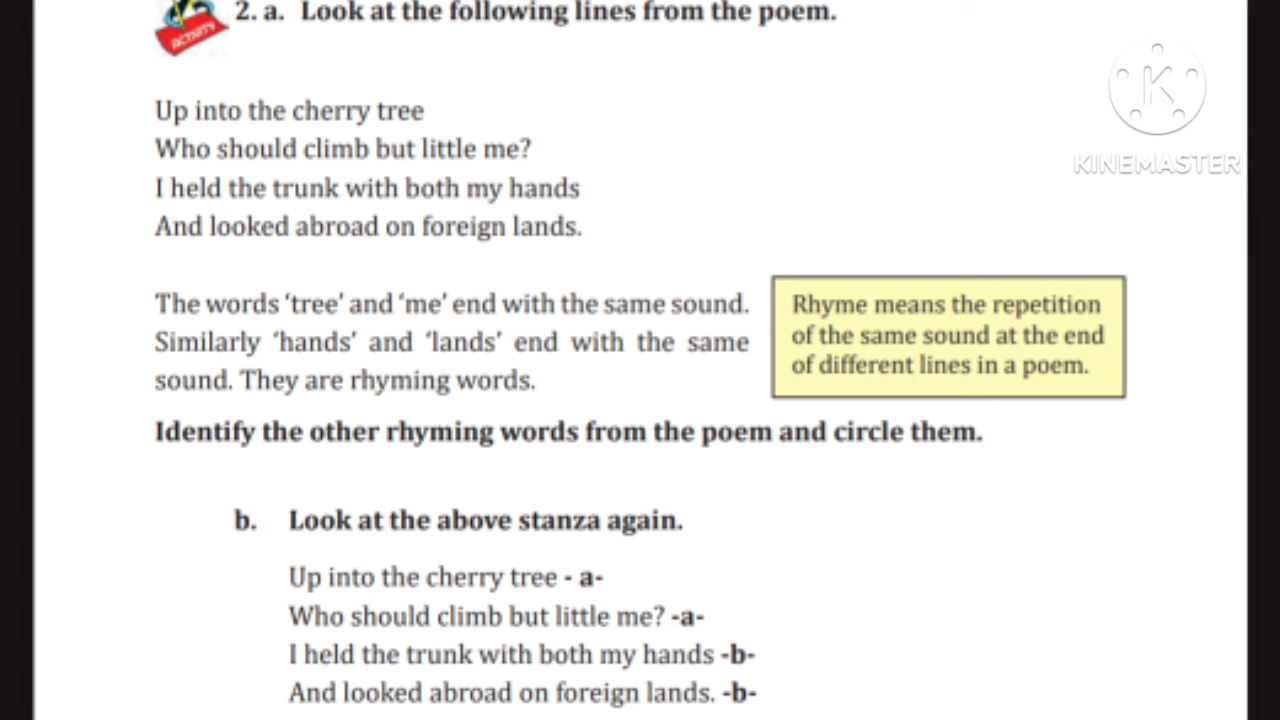 2. a. Look at the following lines from the poem.
ACTIVITY
Up into the cherry tree
Who should climb but little me?
I held the trunk with both my hands
And looked abroad on foreign lands.
The words ‘tree’ and ‘me’ end with the same sound.
Similarly ‘hands’ and ‘lands’ end with the same
sound. They are rhyming words.
Rhyme means the repetition
of the same sound at the end
of different lines in a poem.
Identify the other rhyming words from the poem and circle them.
b. Look at the above stanza again.
Up into the cherry tree - a-
Who should climb but little me? -a-
I held the trunk with both my hands -b-
And looked abroad on foreign lands. -b-
K
KINEMASTER